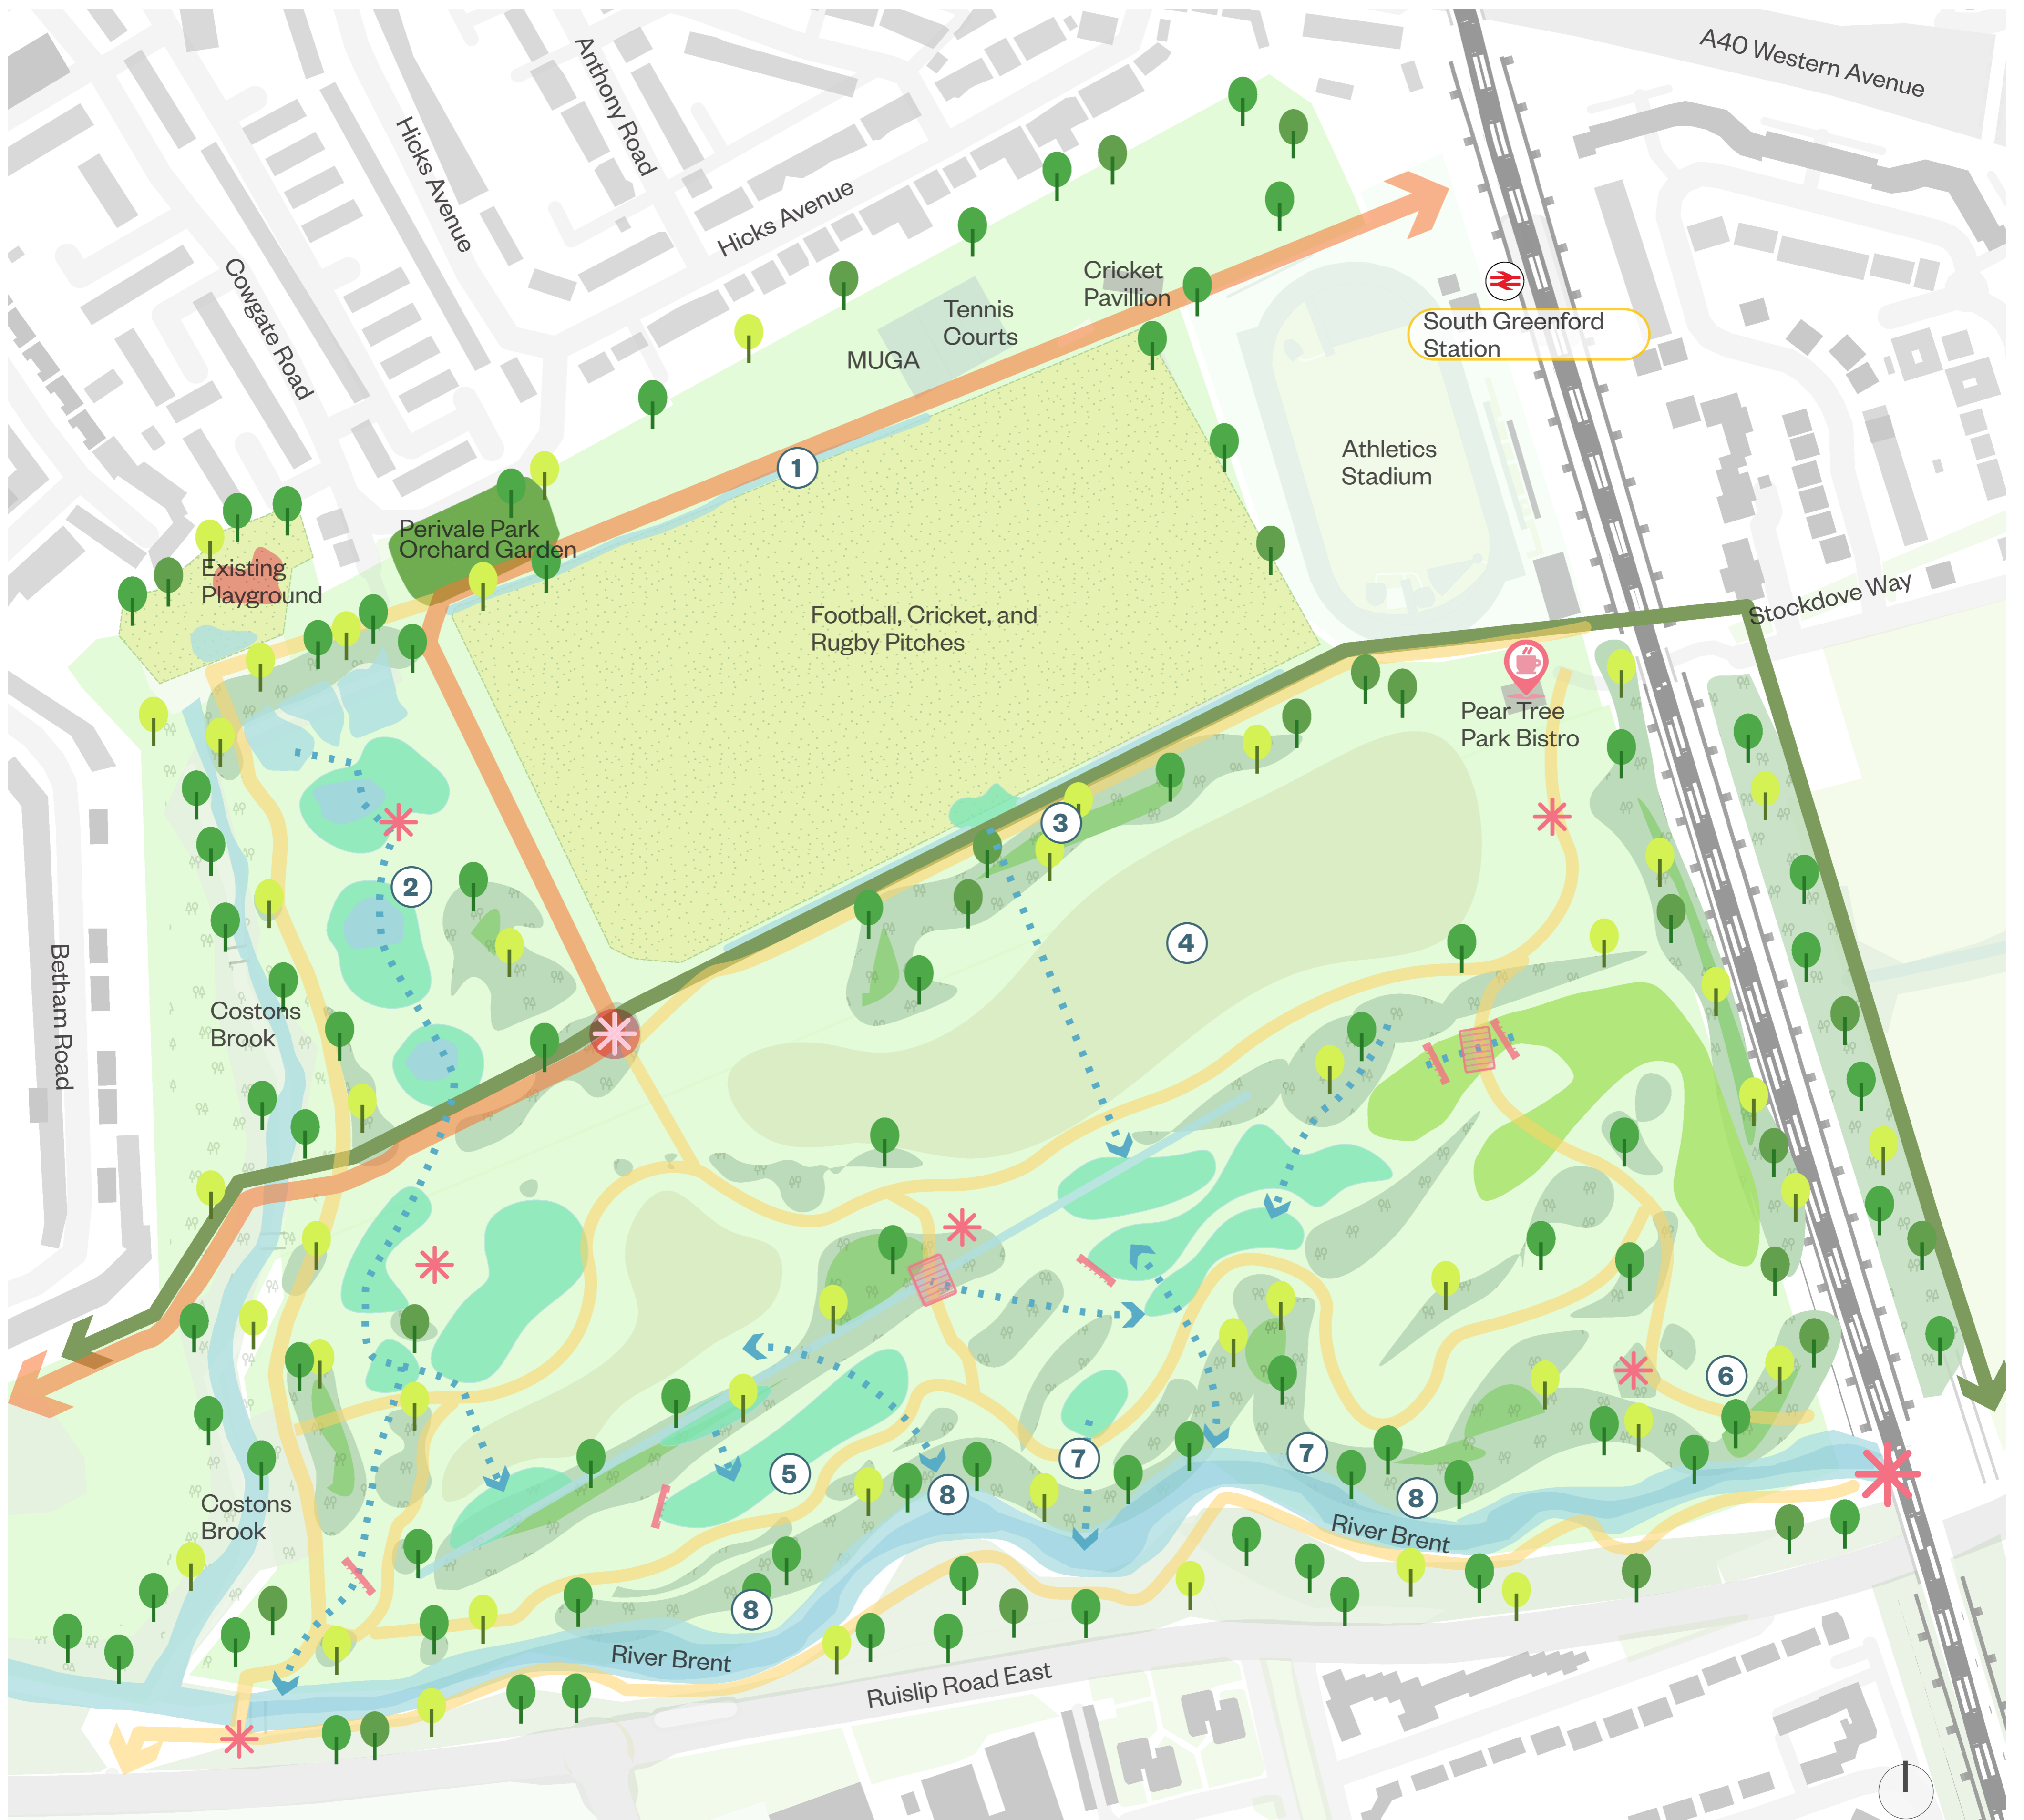 A40 Western Avenue
Anthony Road
Hicks Avenue
Hicks Avenue
Cowgate Road
Cricket
Pavillion
Tennis
Courts
MUGA
South Greenford
Station
Athletics
Stadium
1
Perivale Park
Orchard Garden
Existing
Playground
Football, Cricket, and
Rugby Pitches
Stockdove Way
Pear Tree
Park Bistro
3
2
4
Betham Road
Costons
Brook
6
7
7
5
8
8
Costons
Brook
River Brent
8
River Brent
Ruislip Road East